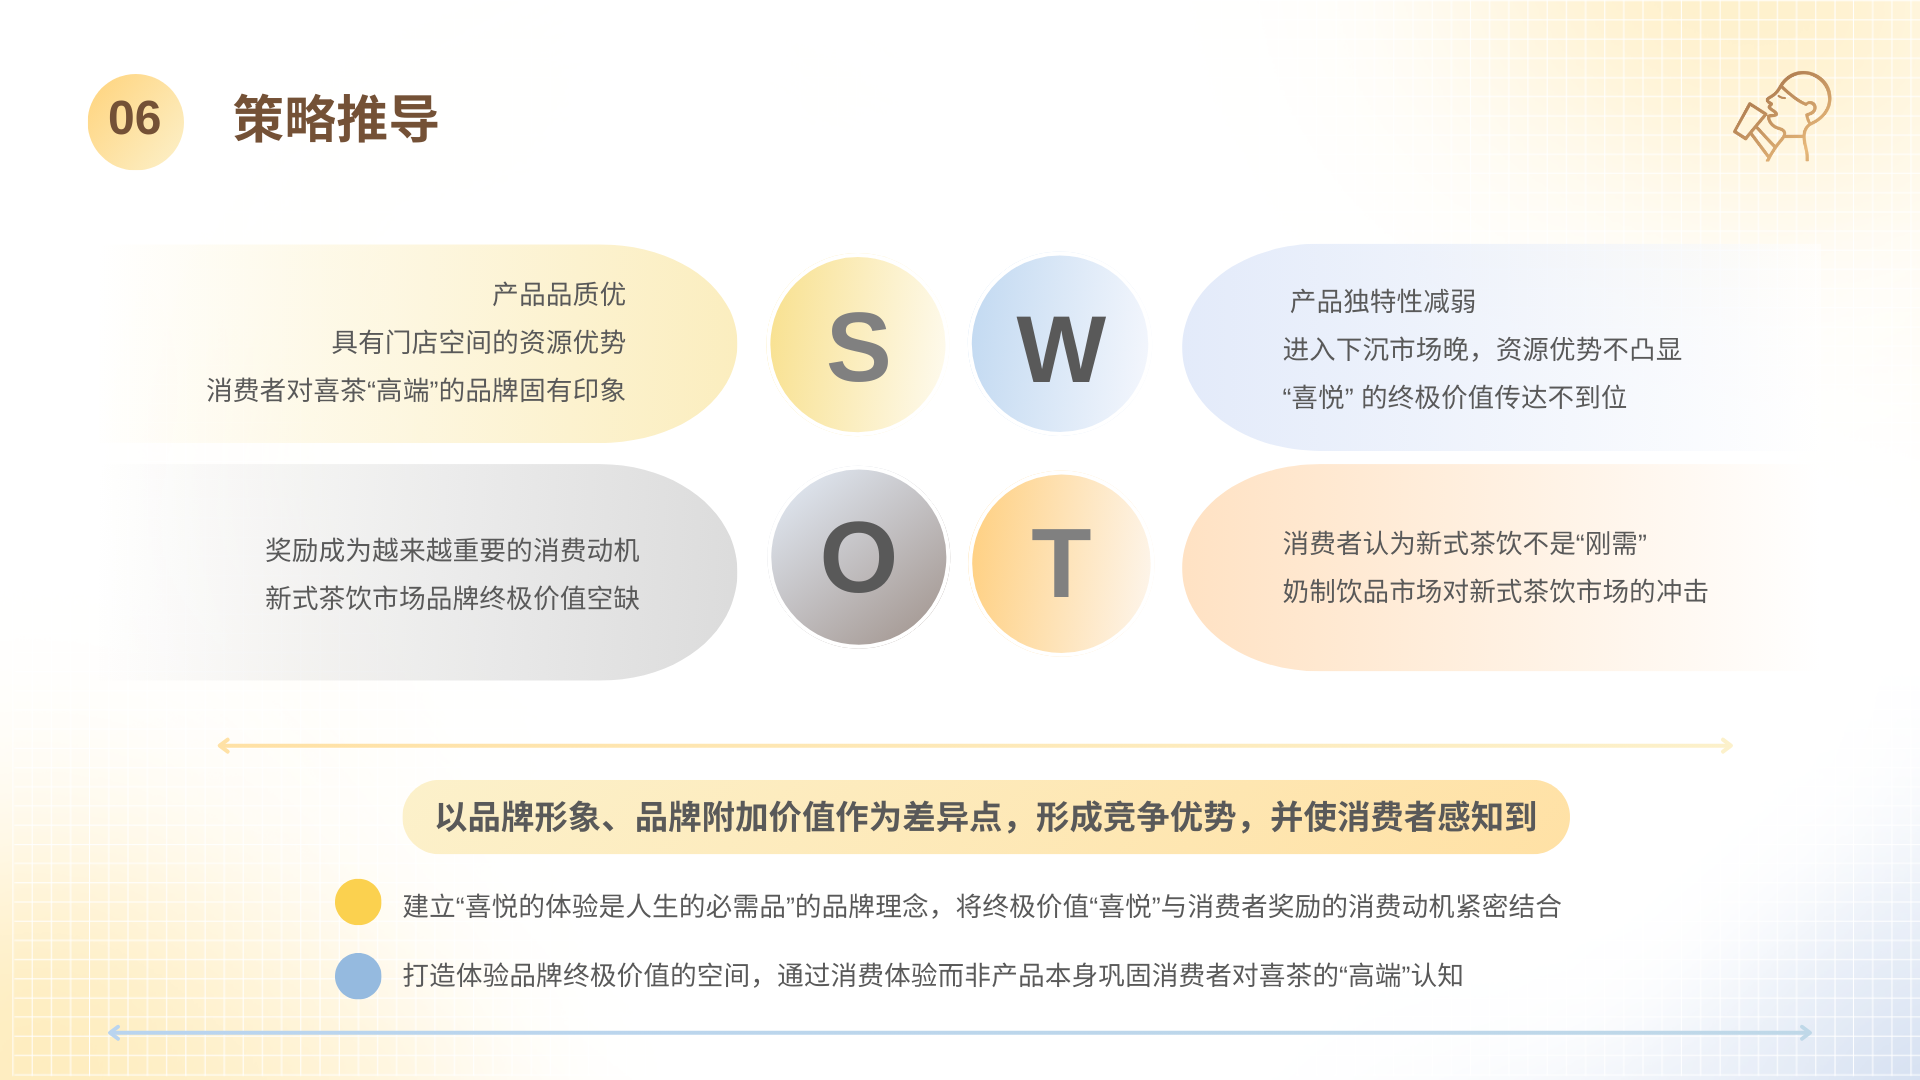 06
策略推导
产品品质优
具有门店空间的资源优势
消费者对喜茶“高端”的品牌固有印象
S
W
产品独特性减弱
进入下沉市场晚，资源优势不凸显
“喜悦” 的终极价值传达不到位
奖励成为越来越重要的消费动机
新式茶饮市场品牌终极价值空缺
O
T
消费者认为新式茶饮不是“刚需”
奶制饮品市场对新式茶饮市场的冲击
以品牌形象、品牌附加价值作为差异点，形成竞争优势，并使消费者感知到
建立“喜悦的体验是人生的必需品”的品牌理念，将终极价值“喜悦”与消费者奖励的消费动机紧密结合
打造体验品牌终极价值的空间，通过消费体验而非产品本身巩固消费者对喜茶的“高端”认知